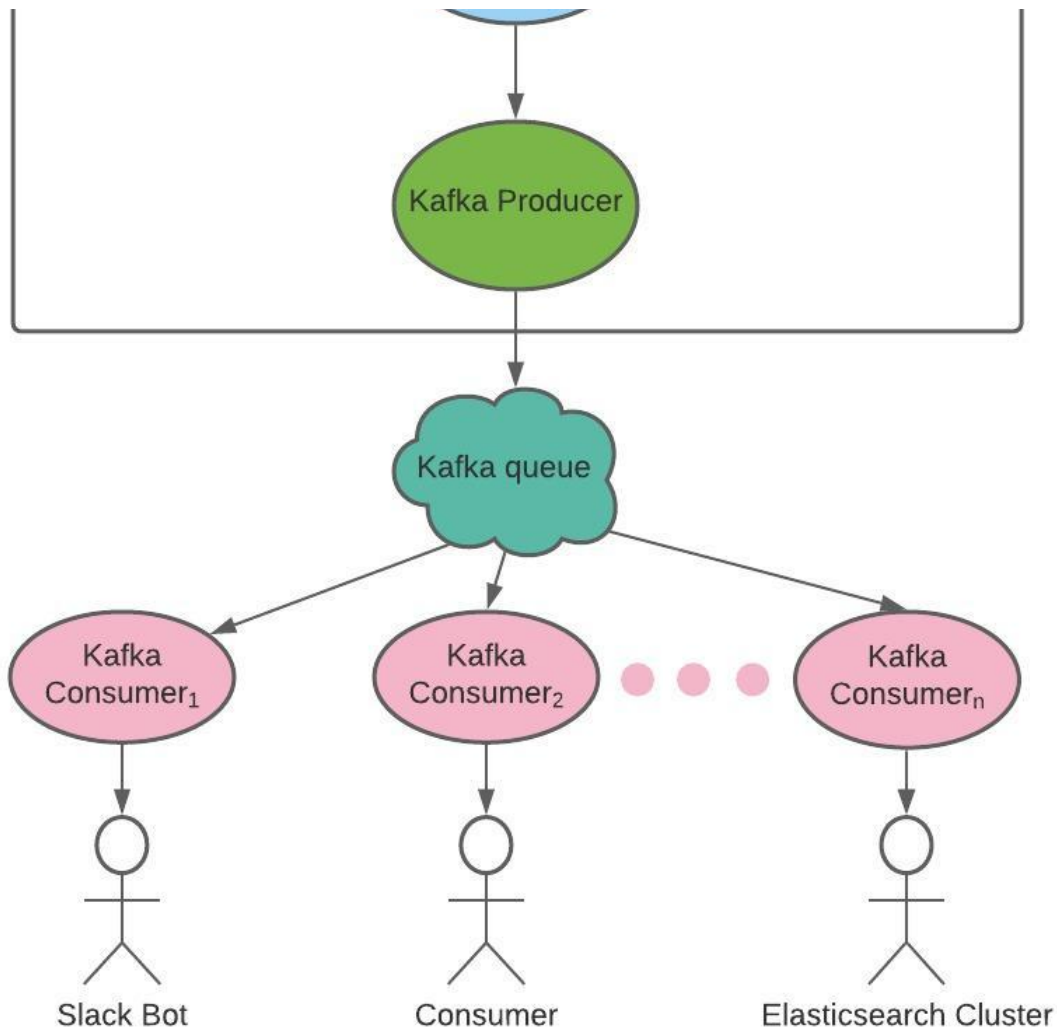 Kafka Producer
Kafka queue
Kafka
Consumer₁
Kafka
Consumer₂
Kafka
Consumerₙ
Slack Bot
Consumer
Elasticsearch Cluster